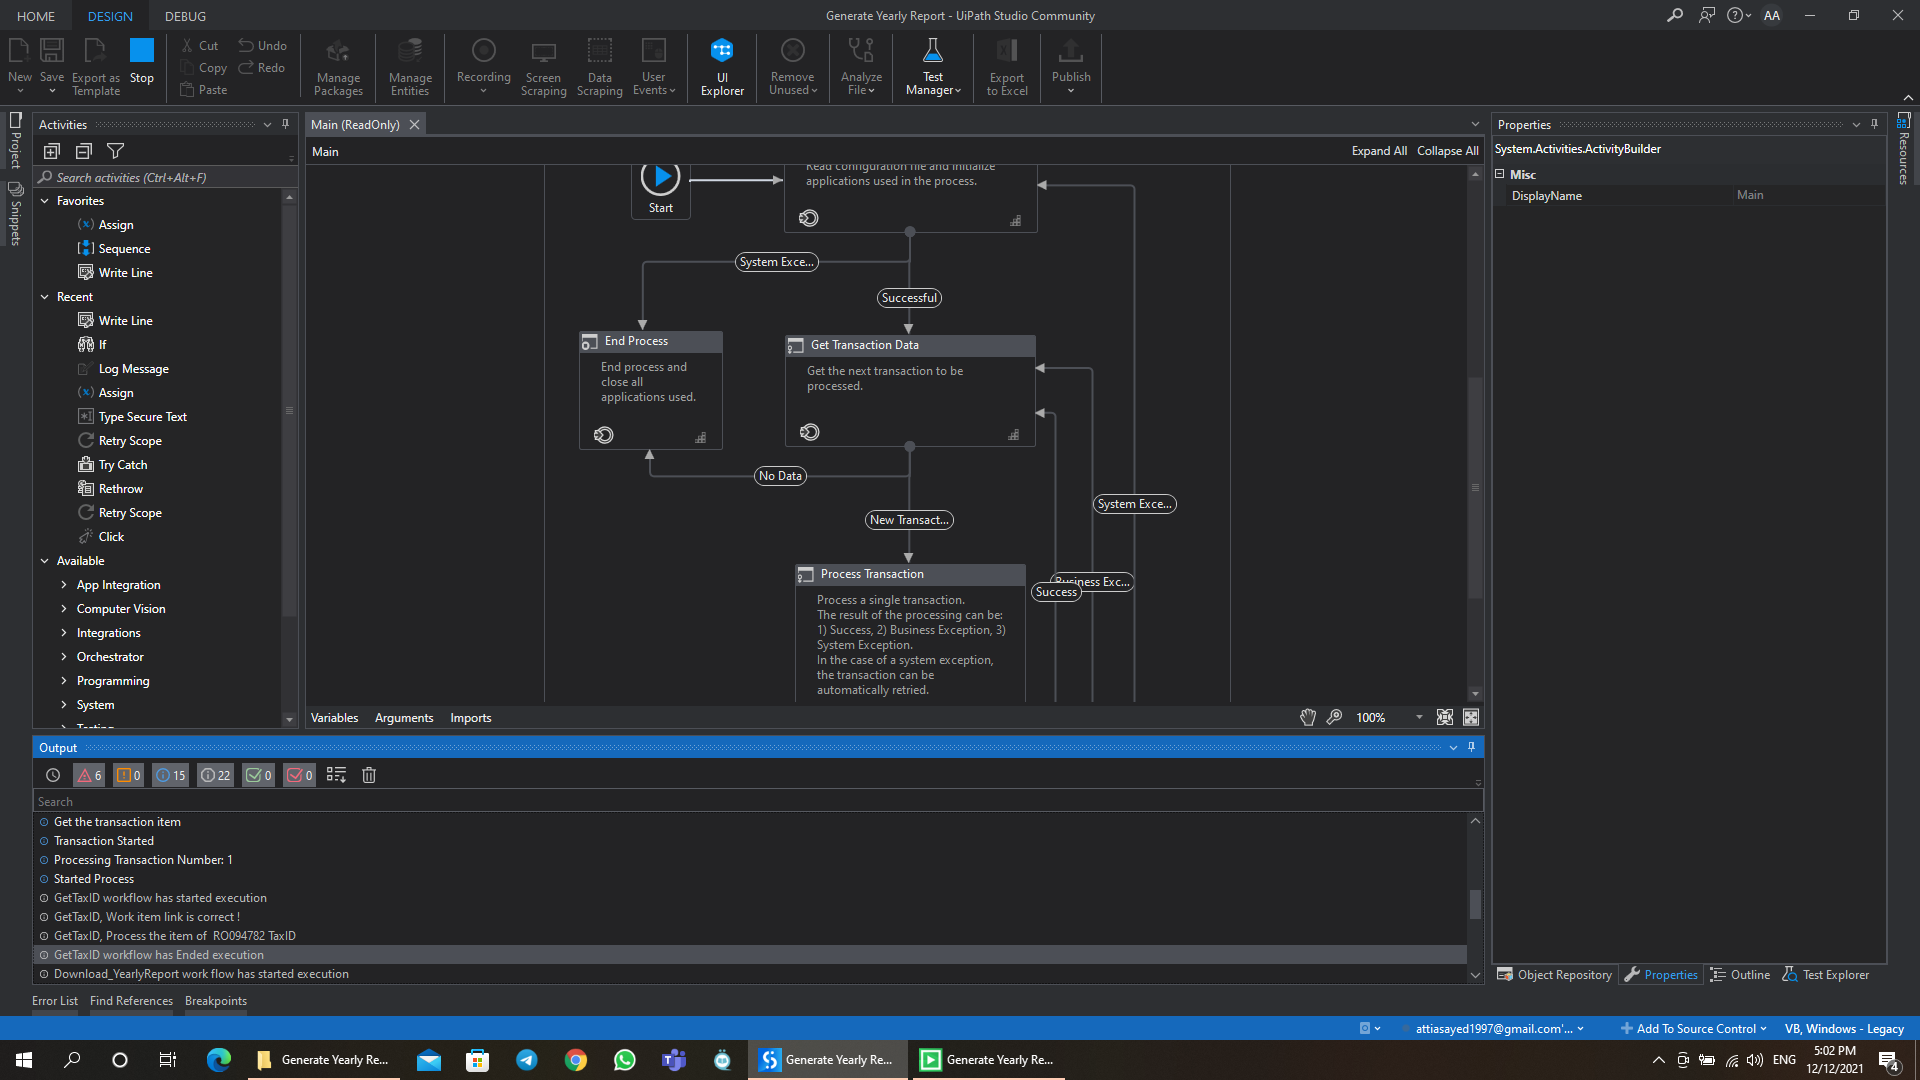 HOME DESIGN DEBUG
Generate Yearly Report - UiPath Studio Community
AA
New
Save
Export as
Template
Stop
Cut
Copy
Paste
Undo
Redo
Manage
Packages
Manage
Entities
Recording
Screen
Scraping
Data
Scraping
User
Events
UI
Explorer
Remove
Unused
Analyze
File
Test
Manager
Export
to Excel
Publish
Project
Snippets
Activities
Search activities (Ctrl+Alt+F)
Favorites
Assign
Sequence
Write Line
Recent
Write Line
If
Log Message
Assign
Type Secure Text
Retry Scope
Try Catch
Rethrow
Retry Scope
Click
Available
App Integration
Computer Vision
Integrations
Orchestrator
Programming
System
Testing
Main (ReadOnly)
Main
Expand All Collapse All
Start
Read configuration file and initialize
applications used in the process.
System Exce...
Successful
End Process
End process and
close all
applications used.
Get Transaction Data
Get the next transaction to be
processed.
No Data
New Transact...
System Exce...
Business Exc...
Success
Process Transaction
Process a single transaction.
The result of the processing can be:
1) Success, 2) Business Exception, 3)
System Exception.
In the case of a system exception,
the transaction can be
automatically retried.
Variables Arguments Imports
100%
Properties
System.Activities.ActivityBuilder
Misc
DisplayName Main
Resources
Output
6 0 15 22 0 0
Search
Get the transaction item
Transaction Started
Processing Transaction Number: 1
Started Process
GetTaxID workflow has started execution
GetTaxID, Work item link is correct !
GetTaxID, Process the item of  RO094782 TaxID
GetTaxID workflow has Ended execution
Download_YearlyReport work flow has started execution
Object Repository Properties Outline Test Explorer
Error List Find References Breakpoints
attiasayed1997@gmail.com'... Add To Source Control VB, Windows - Legacy
Generate Yearly Re...
Generate Yearly Re...
Generate Yearly Re...
ENG
5:02 PM
12/12/2021
4